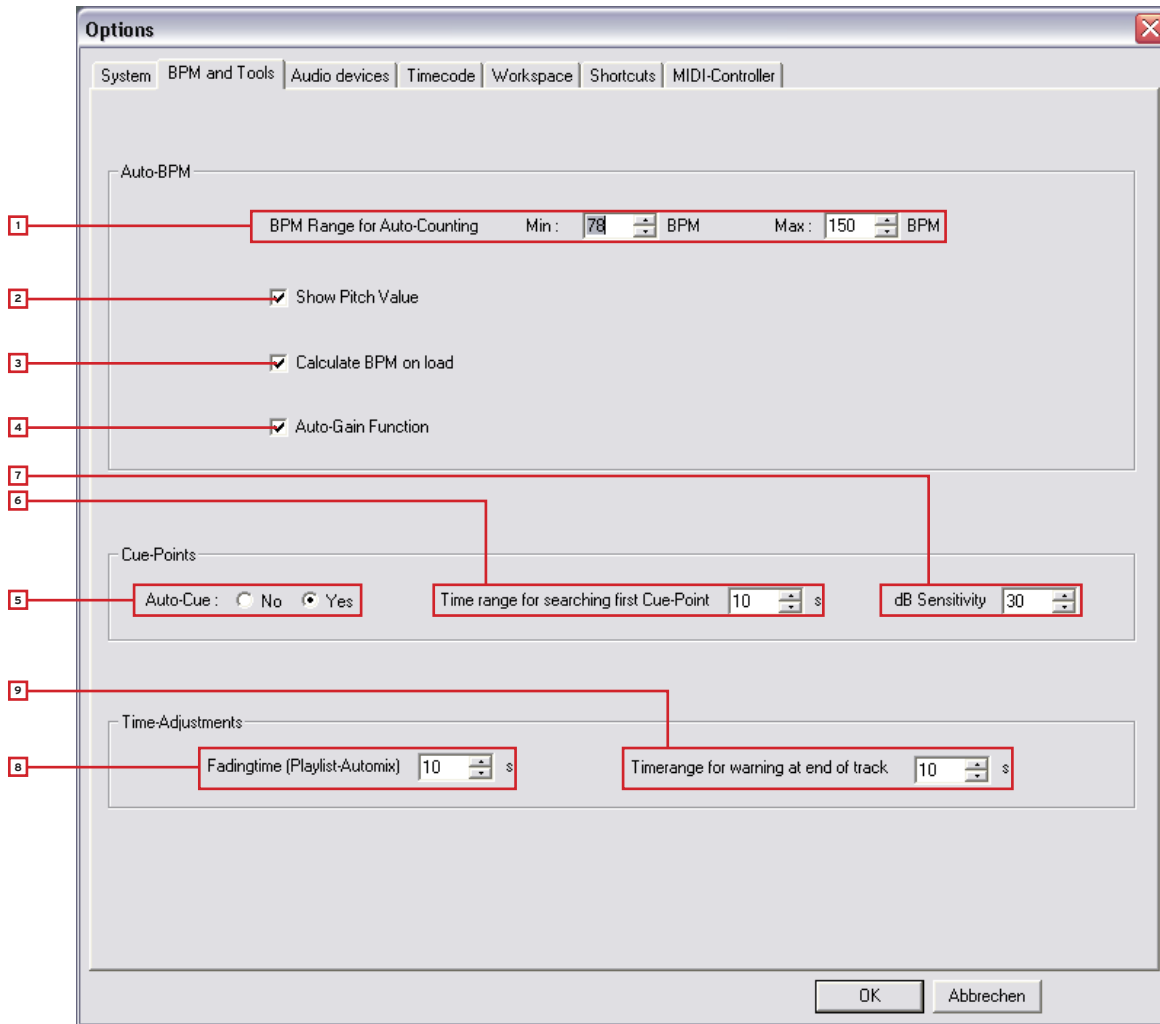 Options
System BPM and Tools Audio devices Timecode Workspace Shortcuts MIDI-Controller
Auto-BPM
1 BPM Range for Auto-Counting Min : 78 BPM Max : 150 BPM
2 Show Pitch Value
3 Calculate BPM on load
4 Auto-Gain Function
7
6
Cue-Points
5 Auto-Cue : No Yes Time range for searching first Cue-Point 10 s dB Sensitivity 30
9
Time-Adjustments
8 Fadingtime (Playlist-Automix) 10 s Timerange for warning at end of track 10 s
OK Abbrechen